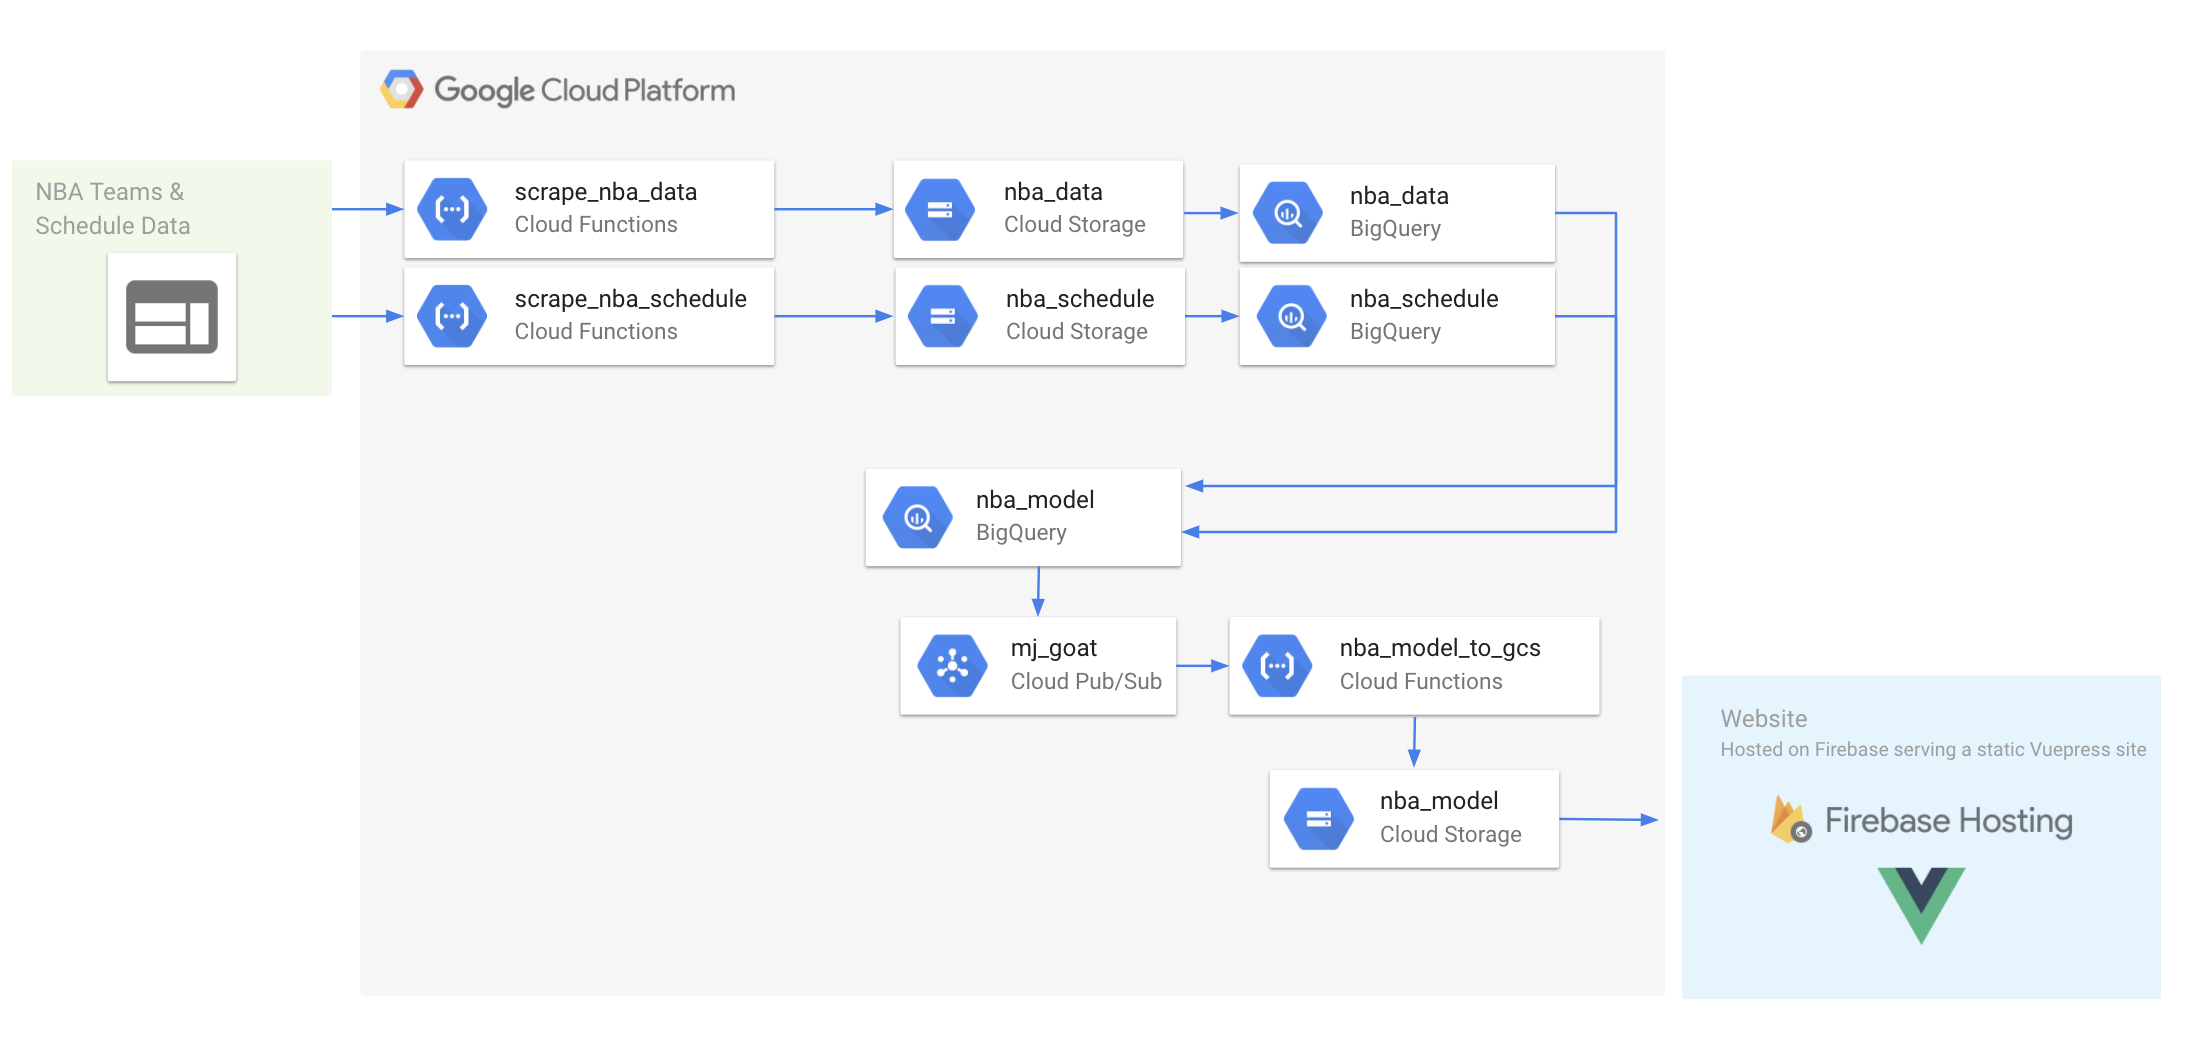 Google Cloud Platform
NBA Teams &
Schedule Data
scrape_nba_data
Cloud Functions
nba_data
Cloud Storage
nba_data
BigQuery
scrape_nba_schedule
Cloud Functions
nba_schedule
Cloud Storage
nba_schedule
BigQuery
nba_model
BigQuery
mj_goat
Cloud Pub/Sub
nba_model_to_gcs
Cloud Functions
nba_model
Cloud Storage
Website
Hosted on Firebase serving a static Vuepress site
Firebase Hosting